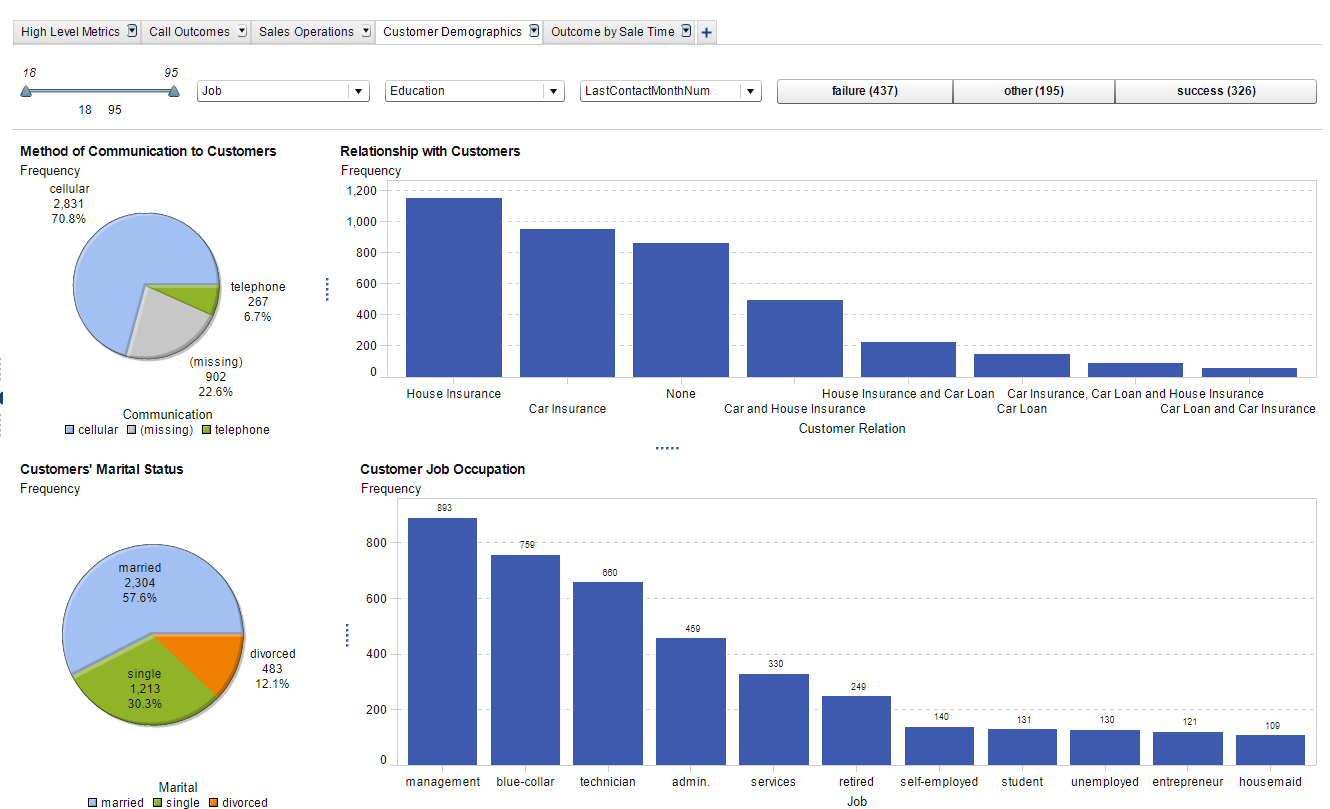 High Level Metrics Call Outcomes Sales Operations Customer Demographics Outcome by Sale Time +
18 95
18 95
Job Education LastContactMonthNum failure (437) other (195) success (326)
Method of Communication to Customers
Frequency
cellular
2,831
70.8%
telephone
267
6.7%
(missing)
902
22.6%
Communication
cellular (missing) telephone
Relationship with Customers
Frequency
1,200
1,000
800
600
400
200
0
House Insurance None House Insurance and Car Loan Car Insurance, Car Loan and House Insurance
Car Insurance Car and House Insurance Car Loan Car Loan and Car Insurance
Customer Relation
Customers' Marital Status
Frequency
married
2,304
57.6%
divorced
483
12.1%
single
1,213
30.3%
Marital
married single divorced
Customer Job Occupation
Frequency
893
759
660
459
330
249
140
131
130
121
109
800
600
400
200
0
management blue-collar technician admin. services retired self-employed student unemployed entrepreneur housemaid
Job